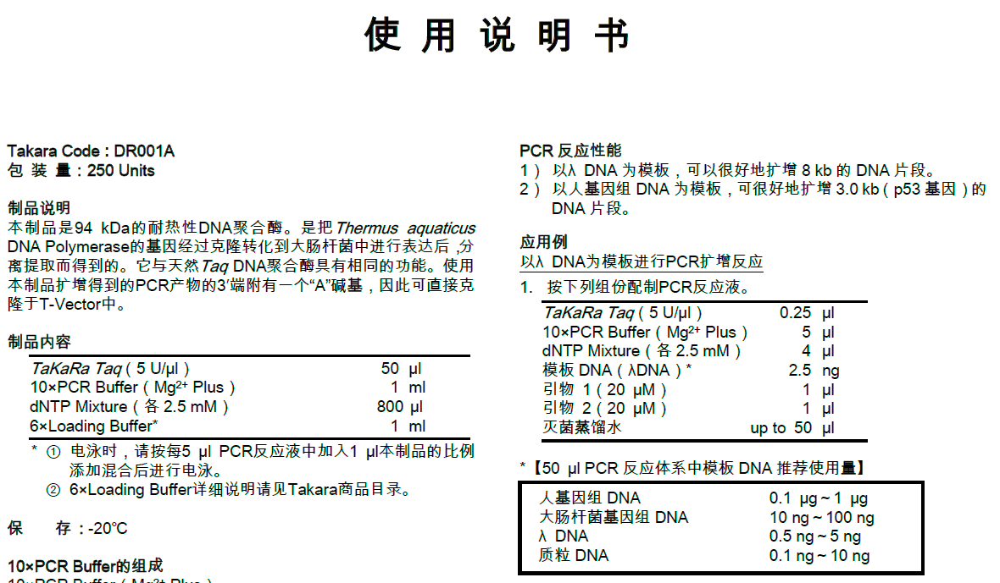 使 用 说 明 书
Takara Code : DR001A
包 装 量 : 250 Units
制品说明
本制品是94 kDa的耐热性DNA聚合酶。是把Thermus aquaticus
DNA Polymerase的基因经过克隆转化到大肠杆菌中进行表达后,分
离提取而得到的。它与天然Taq DNA聚合酶具有相同的功能。使用
本制品扩增得到的PCR产物的3′端附有一个“A”碱基,因此可直接克
隆于T-Vector中。
制品内容
TaKaRa Taq(5 U/μl) 50 μl
10×PCR Buffer(Mg²⁺ Plus) 1 ml
dNTP Mixture(各 2.5 mM) 800 μl
6×Loading Buffer* 1 ml
* ① 电泳时,请按每5 μl PCR反应液中加入1 μl本制品的比例
添加混合后进行电泳。
② 6×Loading Buffer详细说明请见Takara商品目录。
保 存 : -20℃
10×PCR Buffer的组成
10×PCR Buffer(Mg²⁺ Plus)
PCR 反应性能
1) 以λ DNA 为模板,可以很好地扩增 8 kb 的 DNA 片段。
2) 以人基因组 DNA 为模板,可很好地扩增 3.0 kb(p53 基因)的
DNA 片段。
应用例
以λ DNA为模板进行PCR扩增反应
1. 按下列组份配制PCR反应液。
TaKaRa Taq(5 U/μl) 0.25 μl
10×PCR Buffer(Mg²⁺ Plus) 5 μl
dNTP Mixture(各 2.5 mM) 4 μl
模板 DNA(λDNA)* 2.5 ng
引物 1(20 μM) 1 μl
引物 2(20 μM) 1 μl
灭菌蒸馏水 up to 50 μl
*【50 μl PCR 反应体系中模板 DNA 推荐使用量】
人基因组 DNA 0.1 μg～1 μg
大肠杆菌基因组 DNA 10 ng～100 ng
λ DNA 0.5 ng～5 ng
质粒 DNA 0.1 ng～10 ng